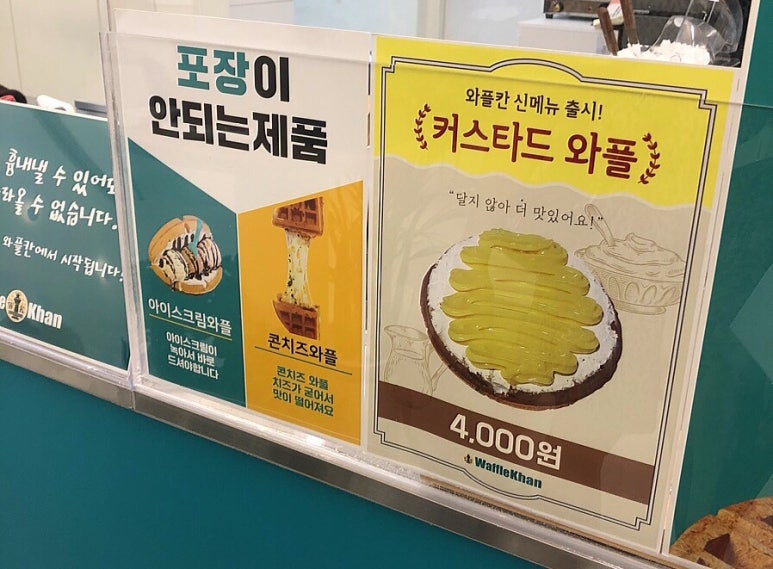 흉내낼 수 있어도
따라올 수 없습니다.
와플칸에서 시작됩니다.
Khan
포장이
안되는제품
아이스크림와플
아이스크림이
녹아서 바로
드셔야합니다
콘치즈와플
콘치즈 와플
치즈가 굳어서
맛이 떨어져요
와플칸 신메뉴 출시!
커스타드 와플
“달지 않아 더 맛있어요!”
4.000원
WaffleKhan